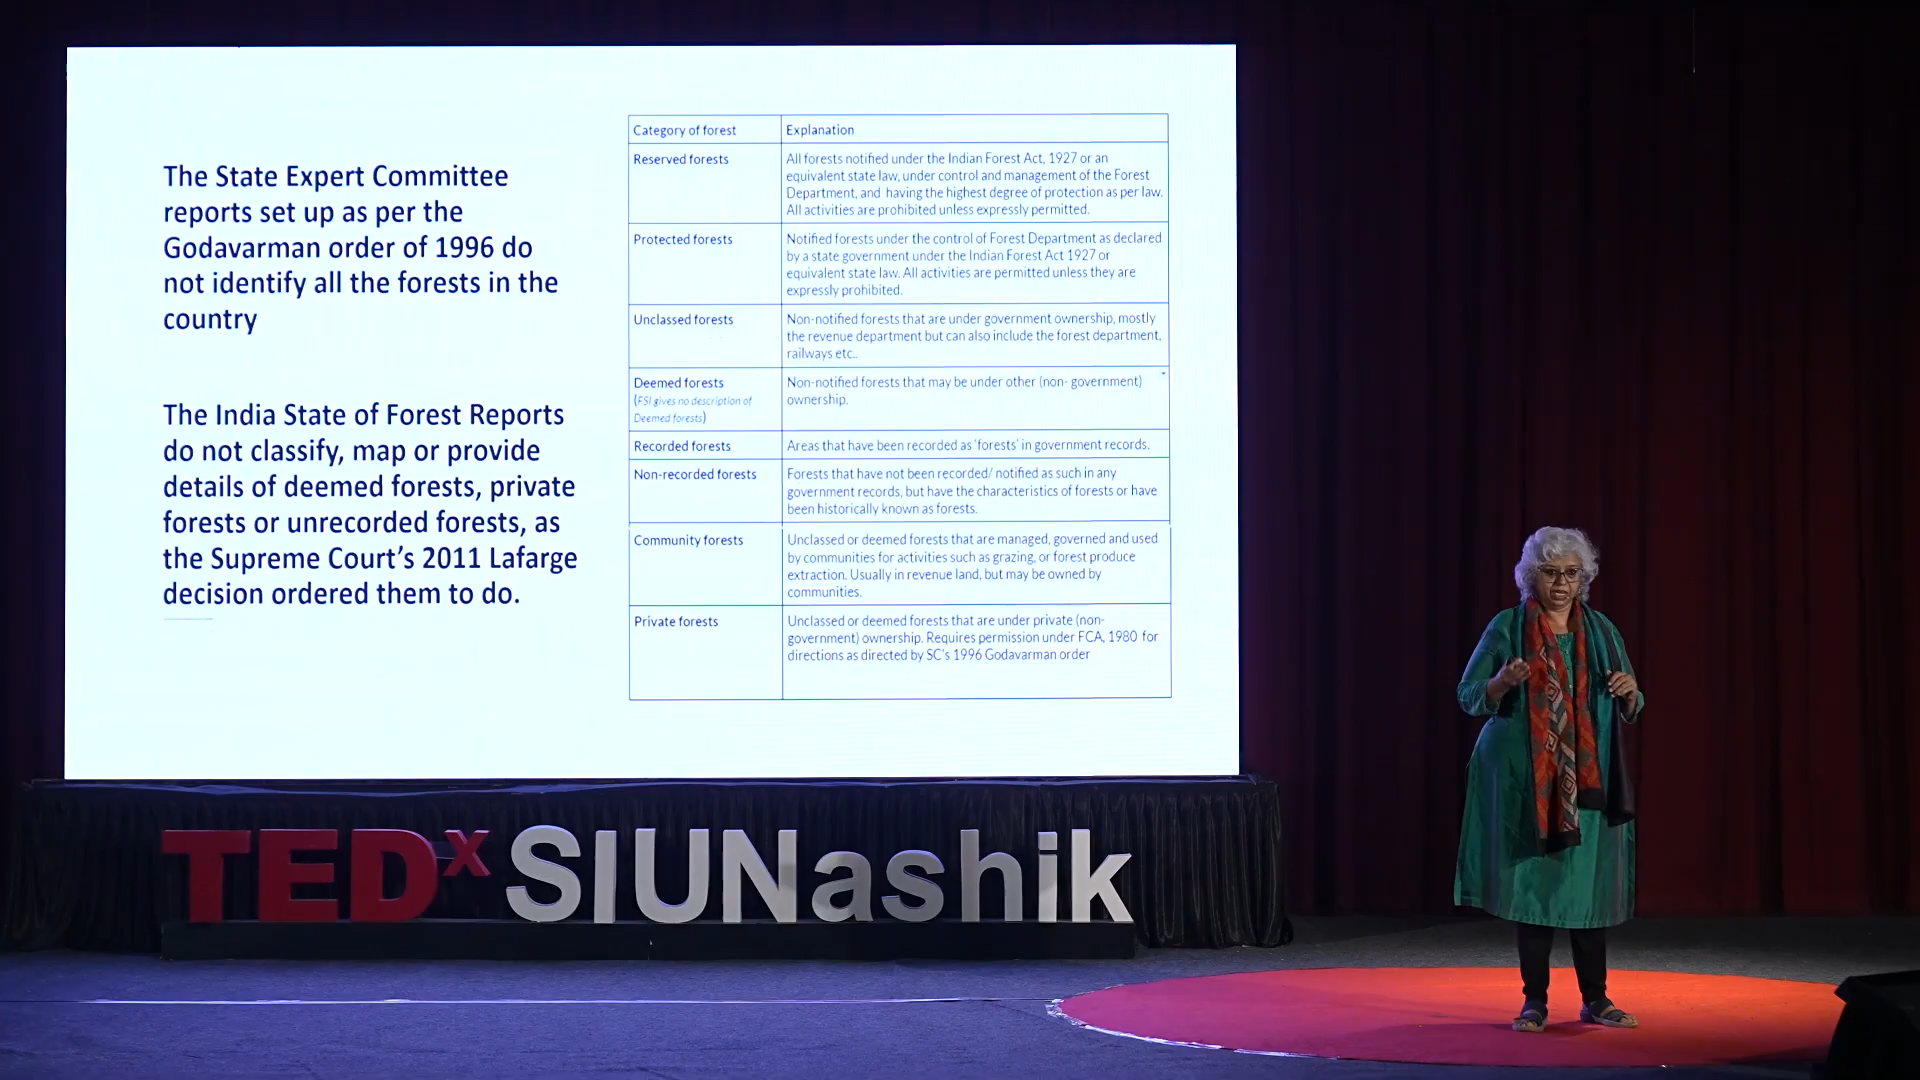 The State Expert Committee
reports set up as per the
Godavarman order of 1996 do
not identify all the forests in the
country
The India State of Forest Reports
do not classify, map or provide
details of deemed forests, private
forests or unrecorded forests, as
the Supreme Court's 2011 Lafarge
decision ordered them to do.
Category of forest
Explanation
Reserved forests
All forests notified under the Indian Forest Act, 1927 or an
equivalent state law, under control and management of the Forest
Department, and having the highest degree of protection as per law.
All activities are prohibited unless expressly permitted.
Protected forests
Notified forests under the control of Forest Department as declared
by a state government under the Indian Forest Act 1927 or
equivalent state law. All activities are permitted unless they are
expressly prohibited.
Unclassed forests
Non-notified forests that are under government ownership, mostly
the revenue department but can also include the forest department,
railways etc..
Deemed forests
(FSI gives no description of
Deemed forests)
Non-notified forests that may be under other (non- government)
ownership.
Recorded forests
Areas that have been recorded as 'forests' in government records.
Non-recorded forests
Forests that have not been recorded/ notified as such in any
government records, but have the characteristics of forests or have
been historically known as forests.
Community forests
Unclassed or deemed forests that are managed, governed and used
by communities for activities such as grazing, or forest produce
extraction. Usually in revenue land, but may be owned by
communities.
Private forests
Unclassed or deemed forests that are under private (non-
government) ownership. Requires permission under FCA, 1980 for
directions as directed by SC's 1996 Godavarman order
TEDx SIUNashik